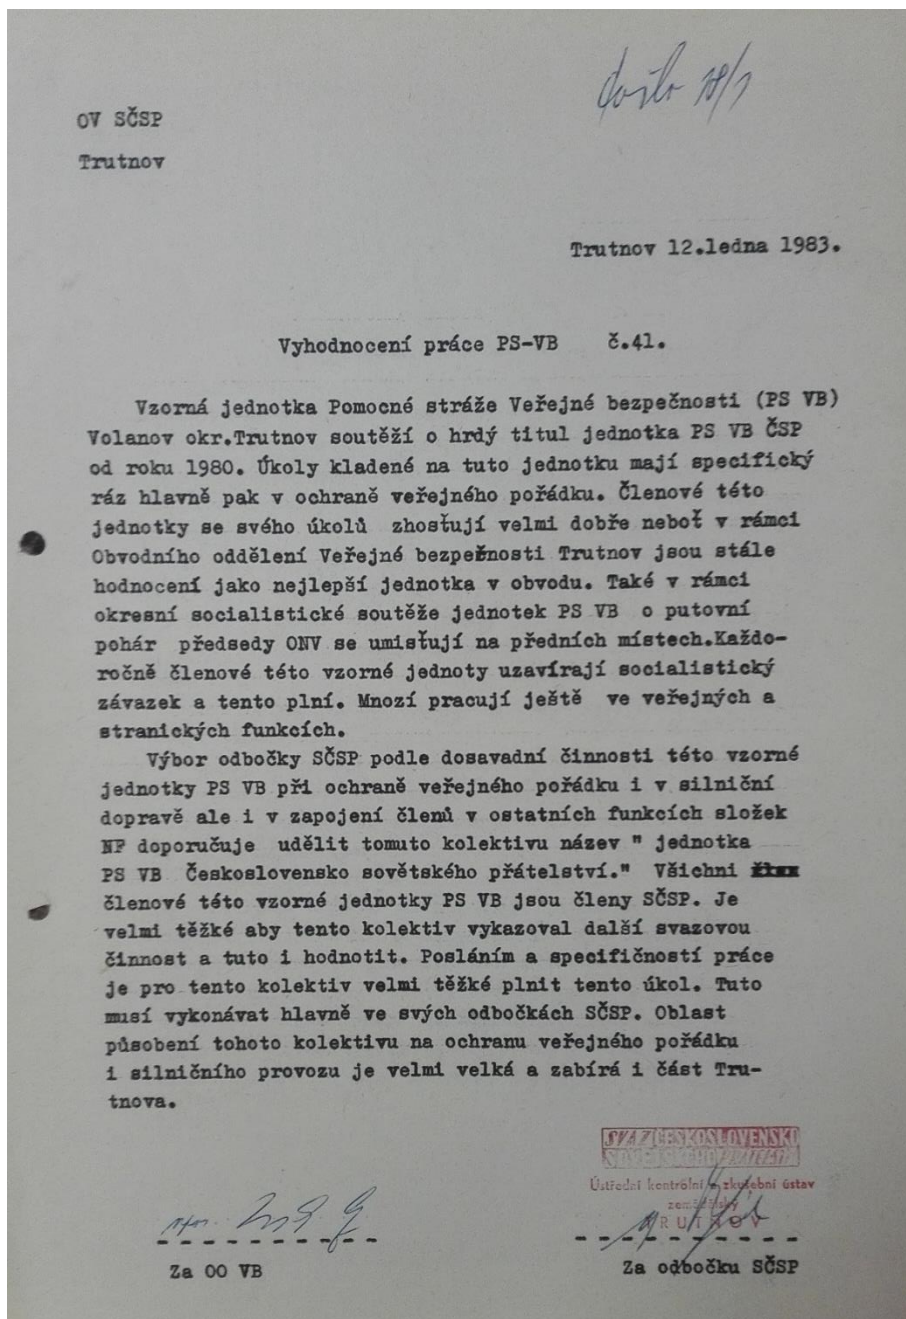 došlo 18/1
OV SČSP
Trutnov
Trutnov 12.ledna 1983.
Vyhodnocení práce PS-VB č.41.
Vzorná jednotka Pomocné stráže Veřejné bezpečnosti (PS VB)
Volanov okr.Trutnov soutěží o hrdý titul jednotka PS VB ČSP
od roku 1980. Úkoly kladené na tuto jednotku mají specifický
ráz hlavně pak v ochraně veřejného pořádku. Členové této
jednotky se svého úkolů zhosťují velmi dobře neboť v rámci
Obvodního oddělení Veřejné bezpečnosti Trutnov jsou stále
hodnocení jako nejlepší jednotka v obvodu. Také v rámci
okresní socialistické soutěže jednotek PS VB o putovní
pohár předsedy ONV se umisťují na předních místech.Každo-
ročně členové této vzorné jednoty uzavírají socialistický
závazek a tento plní. Mnozí pracují ještě ve veřejných a
stranických funkcích.
Výbor odbočky SČSP podle dosavadní činnosti této vzorné
jednotky PS VB při ochraně veřejného pořádku i v silniční
dopravě ale i v zapojení členů v ostatních funkcích složek
NF doporučuje udělit tomuto kolektivu název " jednotka
PS VB Československo sovětského přátelství." Všichni
členové této vzorné jednotky PS VB jsou členy SČSP. Je
velmi těžké aby tento kolektiv vykazoval další svazovou
činnost a tuto i hodnotit. Posláním a specifičností práce
je pro tento kolektiv velmi těžké plnit tento úkol. Tuto
musí vykonávat hlavně ve svých odbočkách SČSP. Oblast
působení tohoto kolektivu na ochranu veřejného pořádku
i silničního provozu je velmi velká a zabírá i část Tru-
tnova.
SVAZ ČESKOSLOVENSKO
SOVĚTSKÉHO PŘÁTELSTVÍ
Ústřední kontrolní a zkušební ústav
zemědělský
TRUTNOV
Za OO VB
Za odbočku SČSP